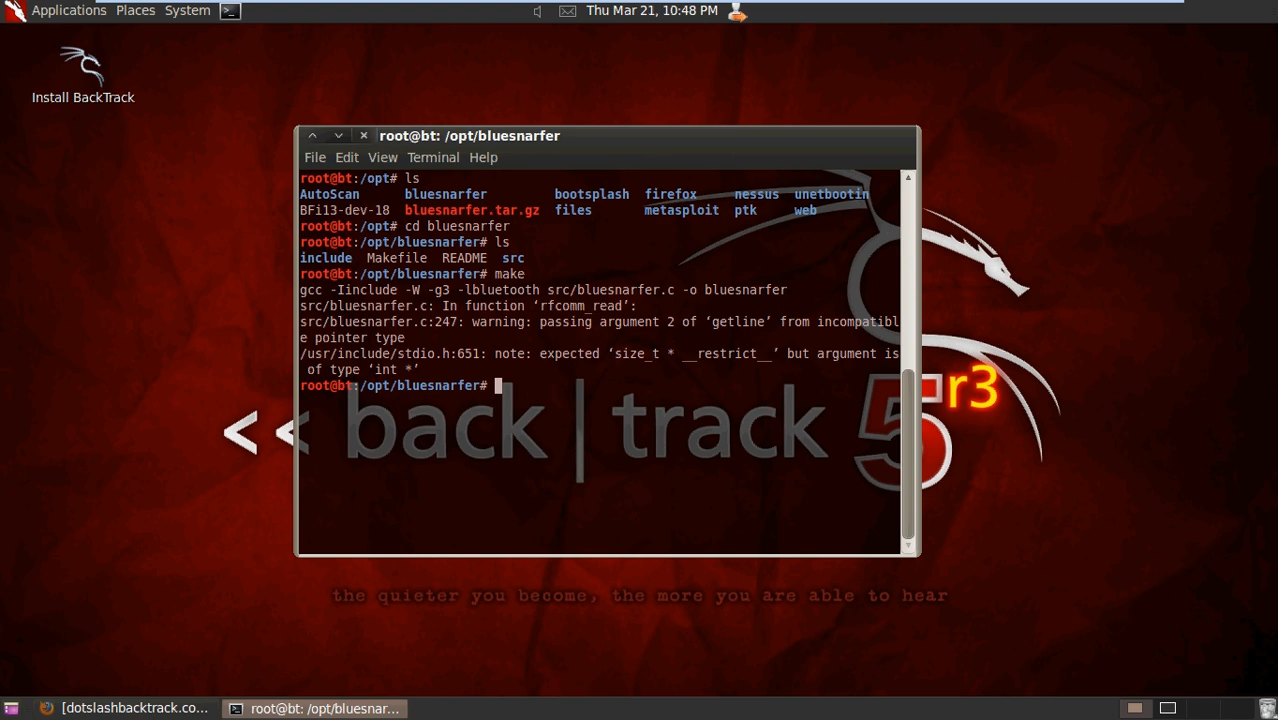 Applications Places System Thu Mar 21, 10:48 PM
Install BackTrack
root@bt: /opt/bluesnarfer
File Edit View Terminal Help
root@bt:/opt# ls
AutoScan bluesnarfer bootsplash firefox nessus unetbootin
BFi13-dev-18 bluesnarfer.tar.gz files metasploit ptk web
root@bt:/opt# cd bluesnarfer
root@bt:/opt/bluesnarfer# ls
include Makefile README src
root@bt:/opt/bluesnarfer# make
gcc -Iinclude -W -g3 -lbluetooth src/bluesnarfer.c -o bluesnarfer
src/bluesnarfer.c: In function ‘rfcomm_read’:
src/bluesnarfer.c:247: warning: passing argument 2 of ‘getline’ from incompatibl
e pointer type
/usr/include/stdio.h:651: note: expected ‘size_t * __restrict__’ but argument is
of type ‘int *’
root@bt:/opt/bluesnarfer#
<< back | track 5 r3
the quieter you become, the more you are able to hear
[dotslashbacktrack.co... root@bt: /opt/bluesnar...